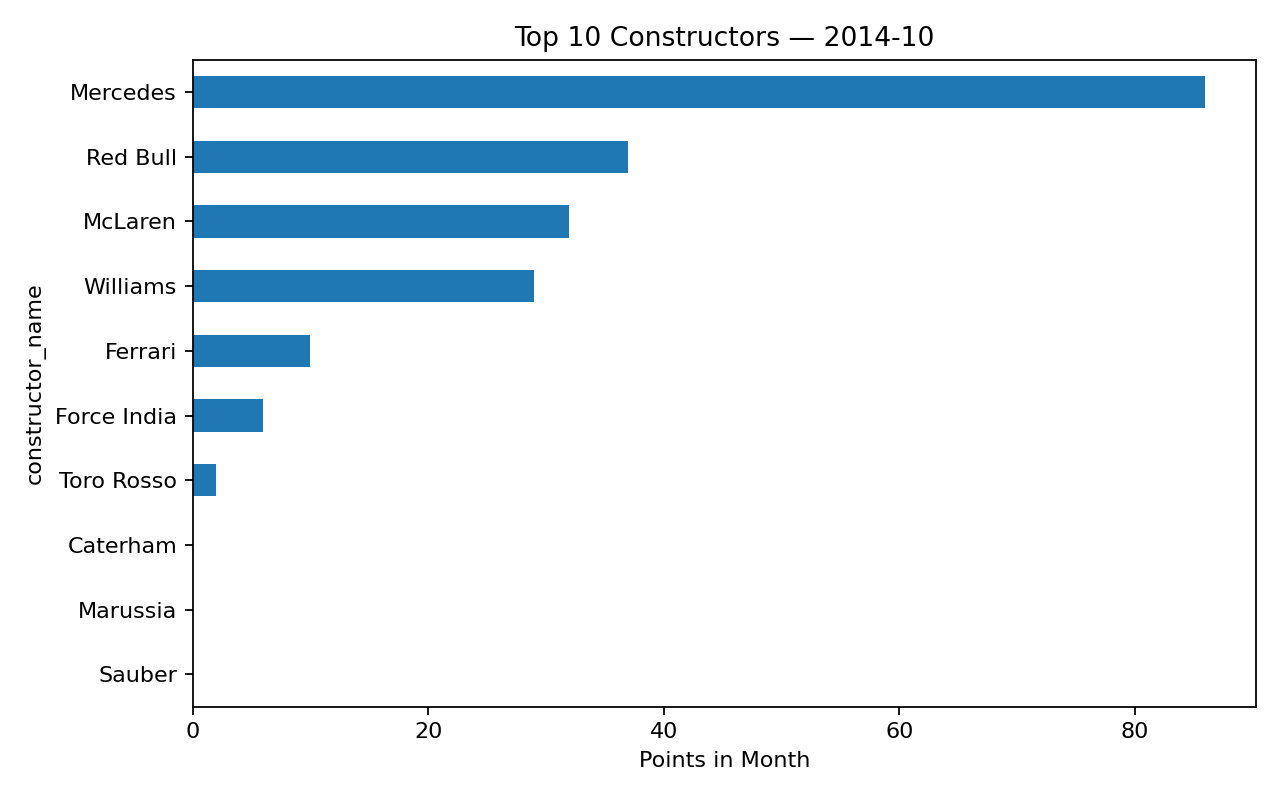 Top 10 Constructors — 2014-10
constructor_name
Mercedes
Red Bull
McLaren
Williams
Ferrari
Force India
Toro Rosso
Caterham
Marussia
Sauber
0 20 40 60 80
Points in Month